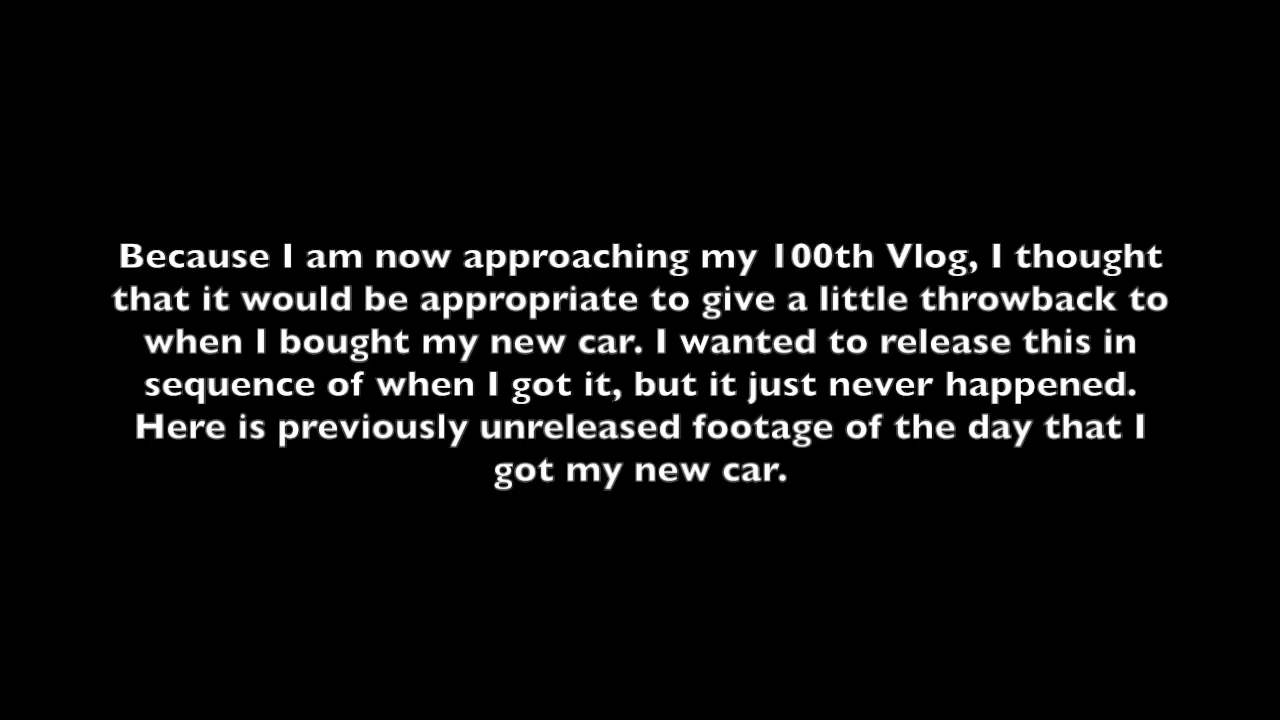 Because I am now approaching my 100th Vlog, I thought
that it would be appropriate to give a little throwback to
when I bought my new car. I wanted to release this in
sequence of when I got it, but it just never happened.
Here is previously unreleased footage of the day that I
got my new car.